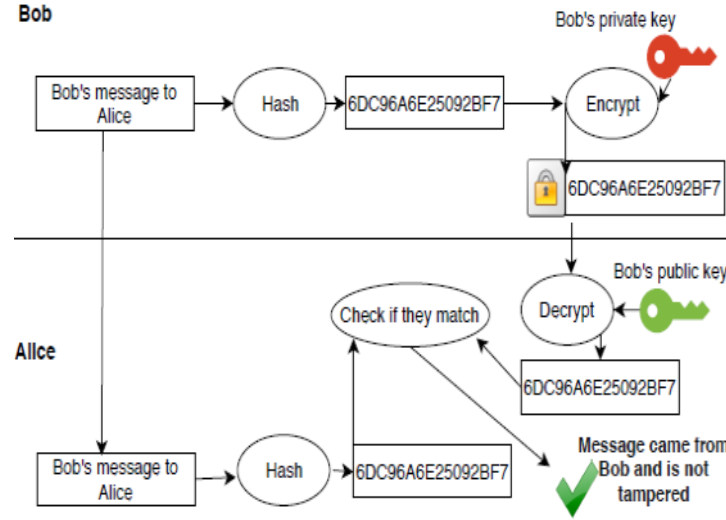 Bob
Bob's private key
Bob's message to
Alice
Hash
6DC96A6E25092BF7
Encrypt
6DC96A6E25092BF7
Bob's public key
Check if they match
Decrypt
Alice
6DC96A6E25092BF7
Bob's message to
Alice
Hash
6DC96A6E25092BF7
Message came from
Bob and is not
tampered